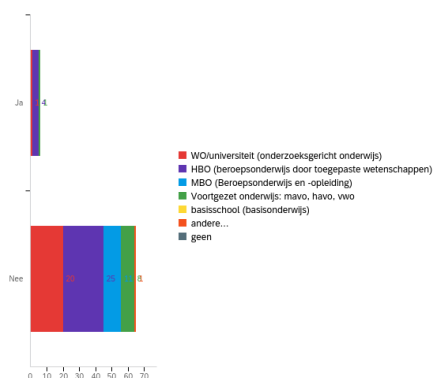 Ja
4
WO/universiteit (onderzoeksgericht onderwijs)
HBO (beroepsonderwijs door toegepaste wetenschappen)
MBO (Beroepsonderwijs en -opleiding)
Voortgezet onderwijs: mavo, havo, vwo
basisschool (basisonderwijs)
andere...
geen
Nee
20
25
0 10 20 30 40 50 60 70